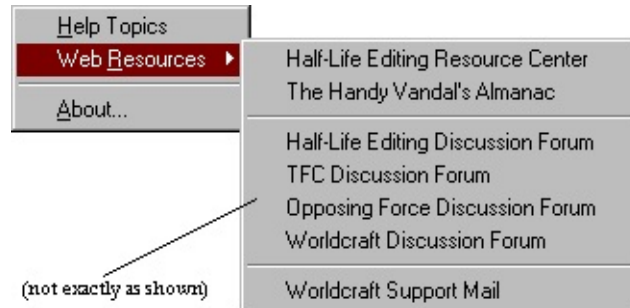 Help Topics
Web Resources
About...
Half-Life Editing Resource Center
The Handy Vandal's Almanac
Half-Life Editing Discussion Forum
TFC Discussion Forum
Opposing Force Discussion Forum
Worldcraft Discussion Forum
Worldcraft Support Mail
(not exactly as shown)